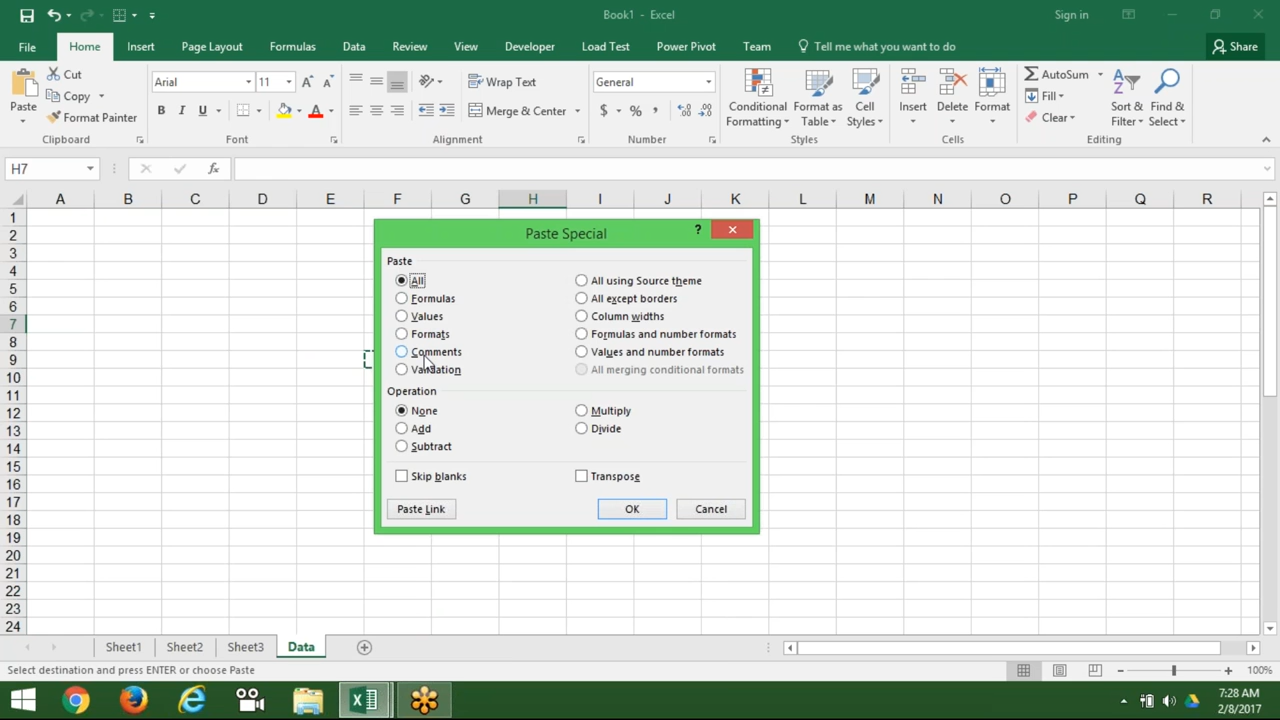 Book1 - Excel
Sign in
File Home Insert Page Layout Formulas Data Review View Developer Load Test Power Pivot Team Tell me what you want to do Share
Paste
Cut
Copy
Format Painter
Clipboard
Arial 11
B I U
Font
Wrap Text
Merge & Center
Alignment
General
$ % ,
Number
Conditional Formatting
Format as Table
Cell Styles
Styles
Insert
Delete
Format
Cells
AutoSum
Fill
Clear
Sort & Filter
Find & Select
Editing
H7
fx
A B C D E F G H I J K L M N O P Q R
1
2
3
4
5
6
7
8
9
10
11
12
13
14
15
16
17
18
19
20
21
22
23
24
Paste Special
?
Paste
All
Formulas
Values
Formats
Comments
Validation
All using Source theme
All except borders
Column widths
Formulas and number formats
Values and number formats
All merging conditional formats
Operation
None
Add
Subtract
Multiply
Divide
Skip blanks
Transpose
Paste Link
OK
Cancel
Sheet1 Sheet2 Sheet3 Data
Select destination and press ENTER or choose Paste
100%
7:28 AM
2/8/2017